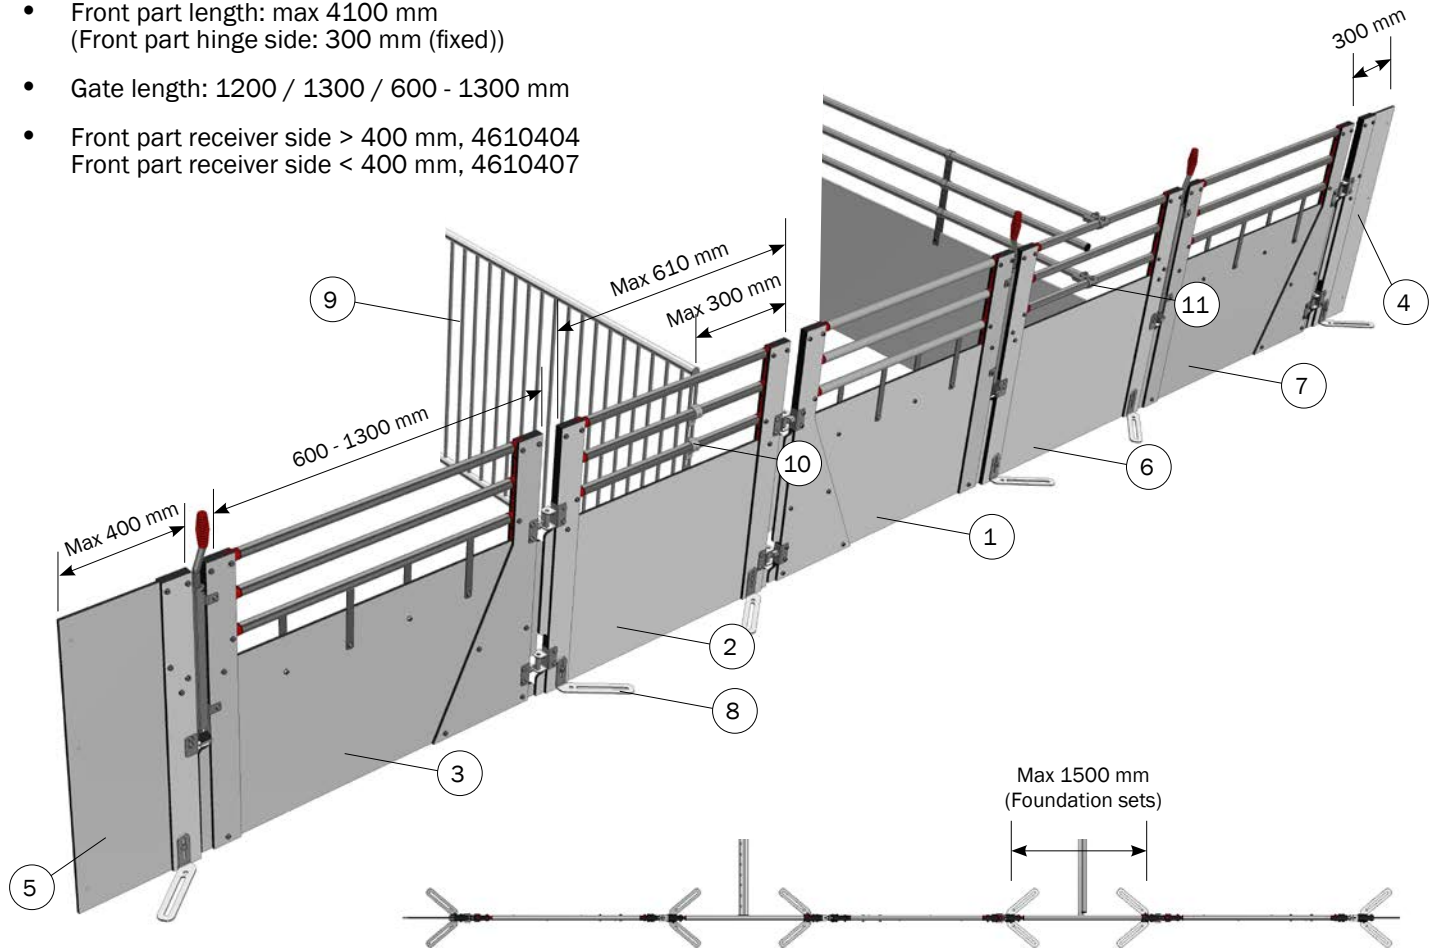 • Front part length: max 4100 mm
(Front part hinge side: 300 mm (fixed))
• Gate length: 1200 / 1300 / 600 - 1300 mm
• Front part receiver side > 400 mm, 4610404
Front part receiver side < 400 mm, 4610407
300 mm
Max 610 mm
Max 300 mm
9
11
4
600 - 1300 mm
7
10
6
Max 400 mm
1
2
8
3
Max 1500 mm
(Foundation sets)
5